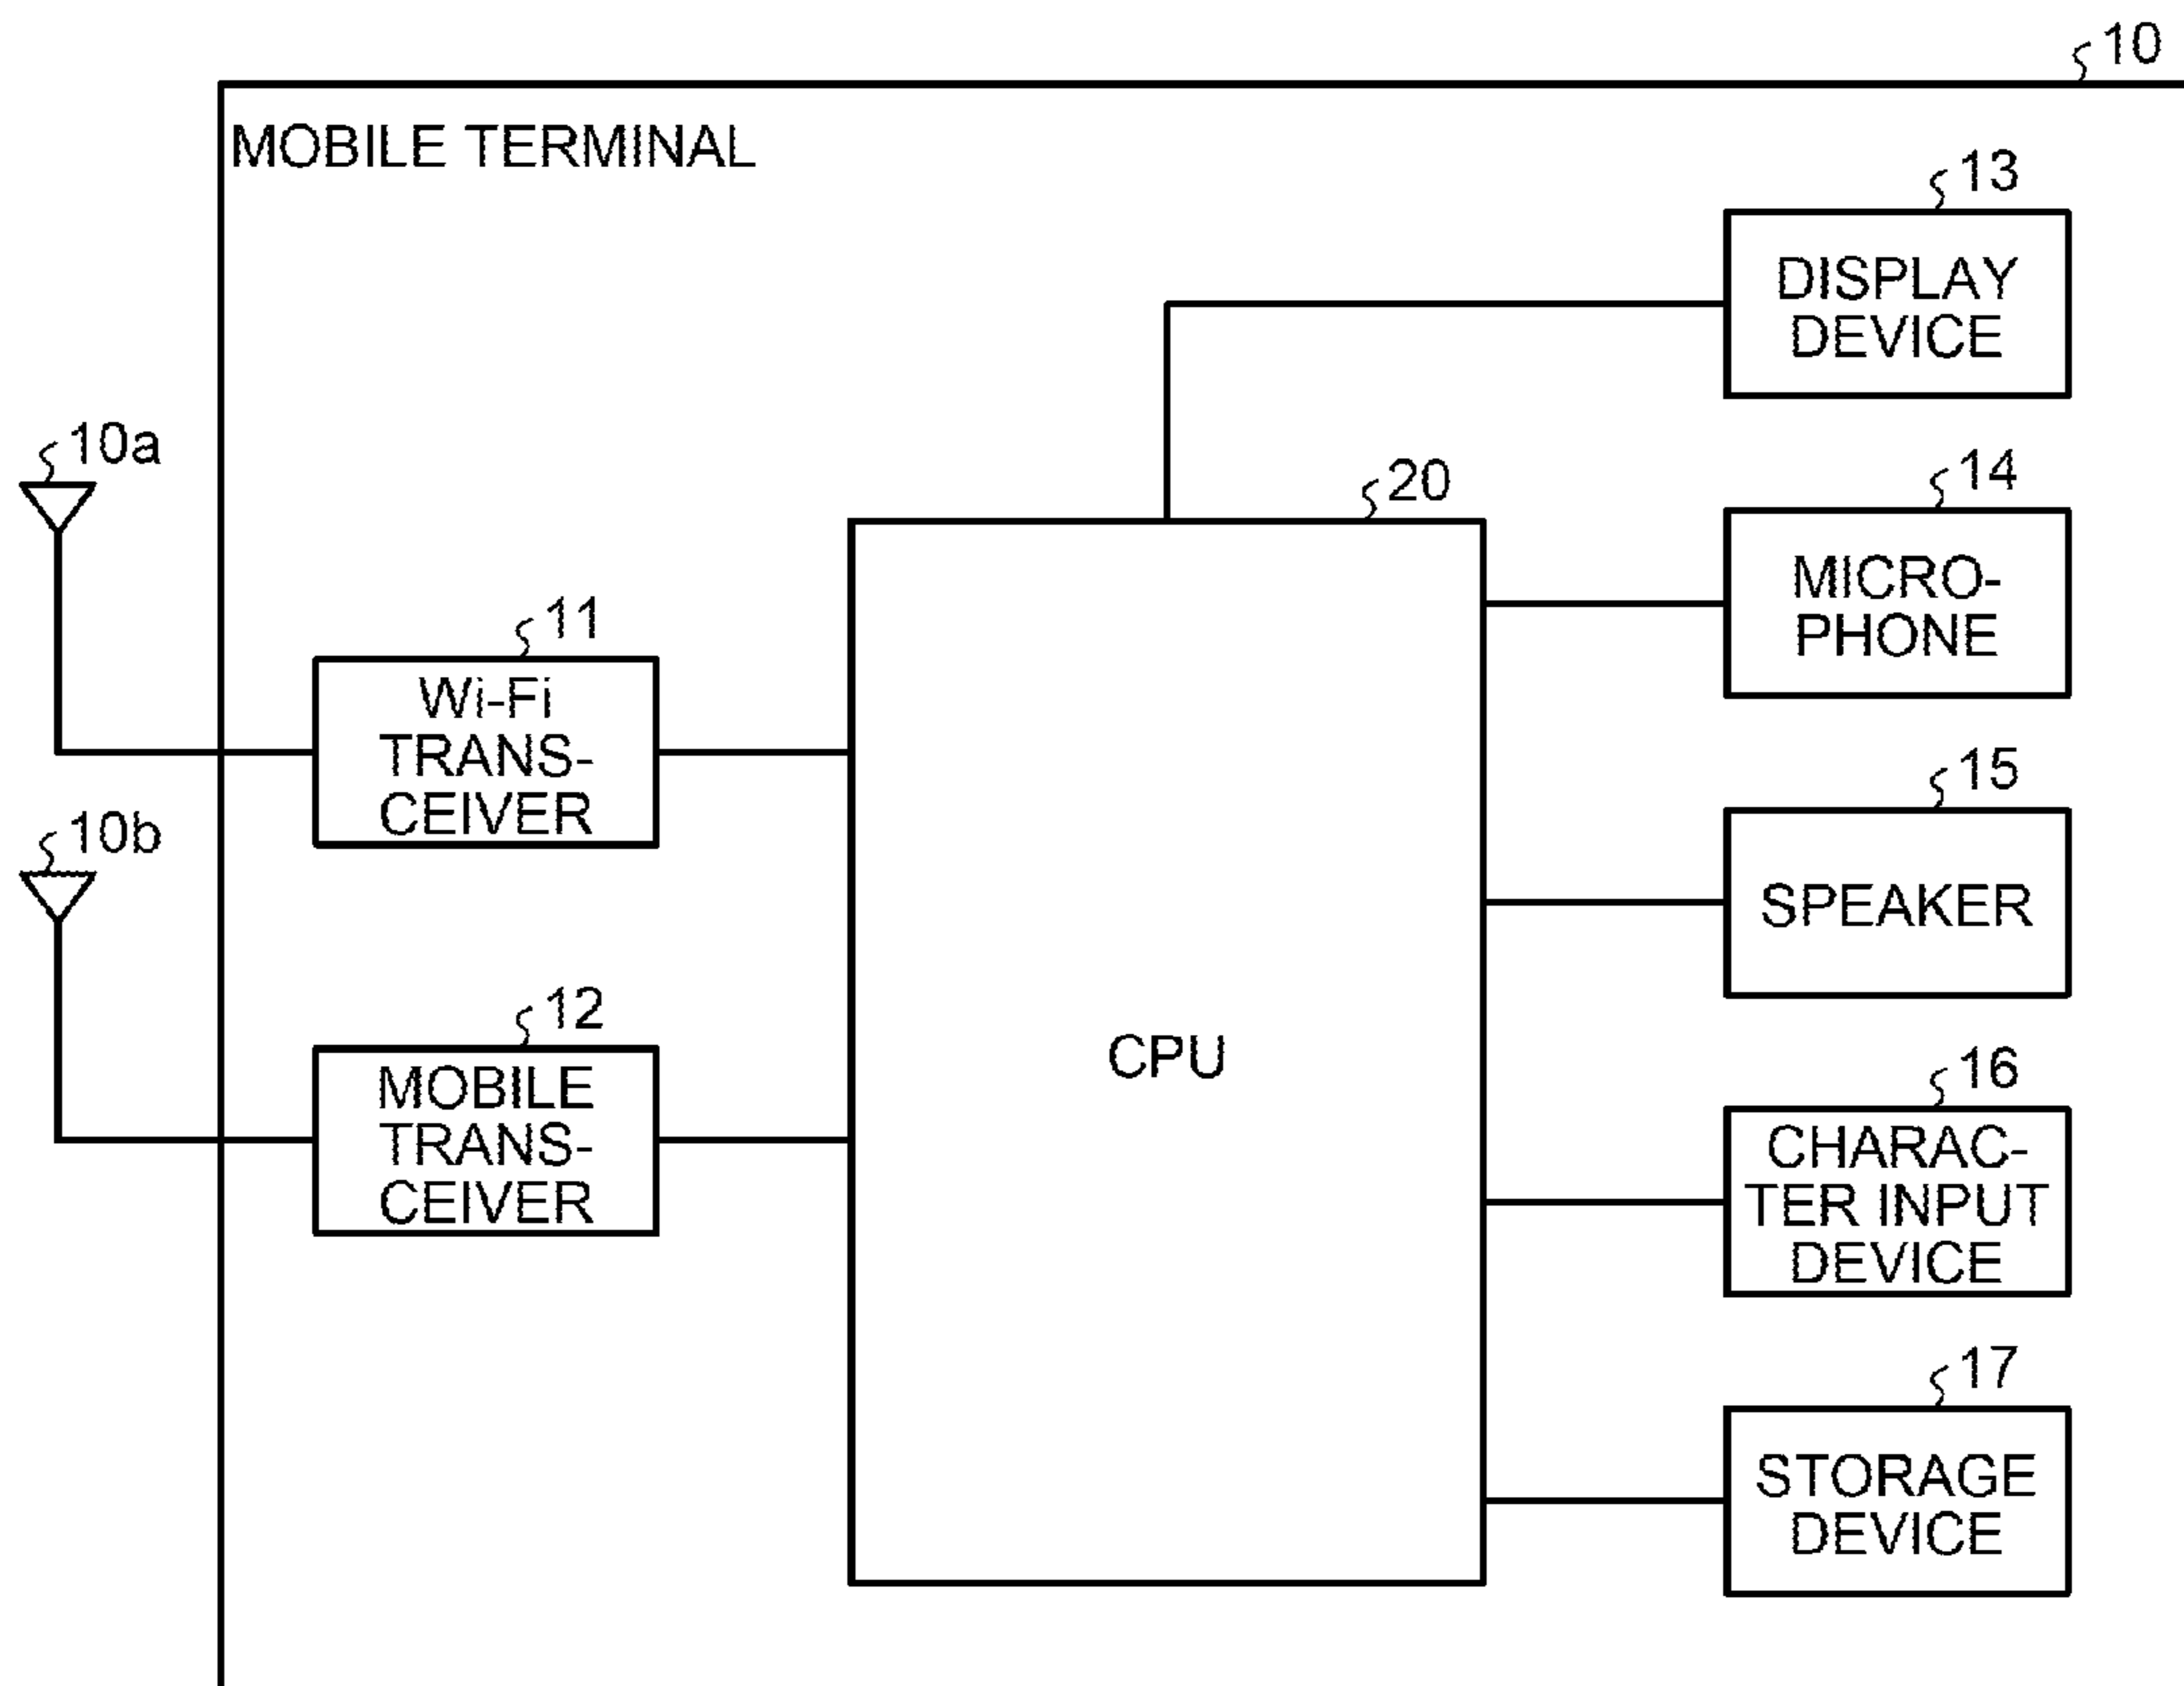 10
MOBILE TERMINAL
13
DISPLAY
DEVICE
10a
20
14
MICRO-
PHONE
11
Wi-Fi
TRANS-
CEIVER
15
SPEAKER
10b
12
MOBILE
TRANS-
CEIVER
CPU
16
CHARAC-
TER INPUT
DEVICE
17
STORAGE
DEVICE